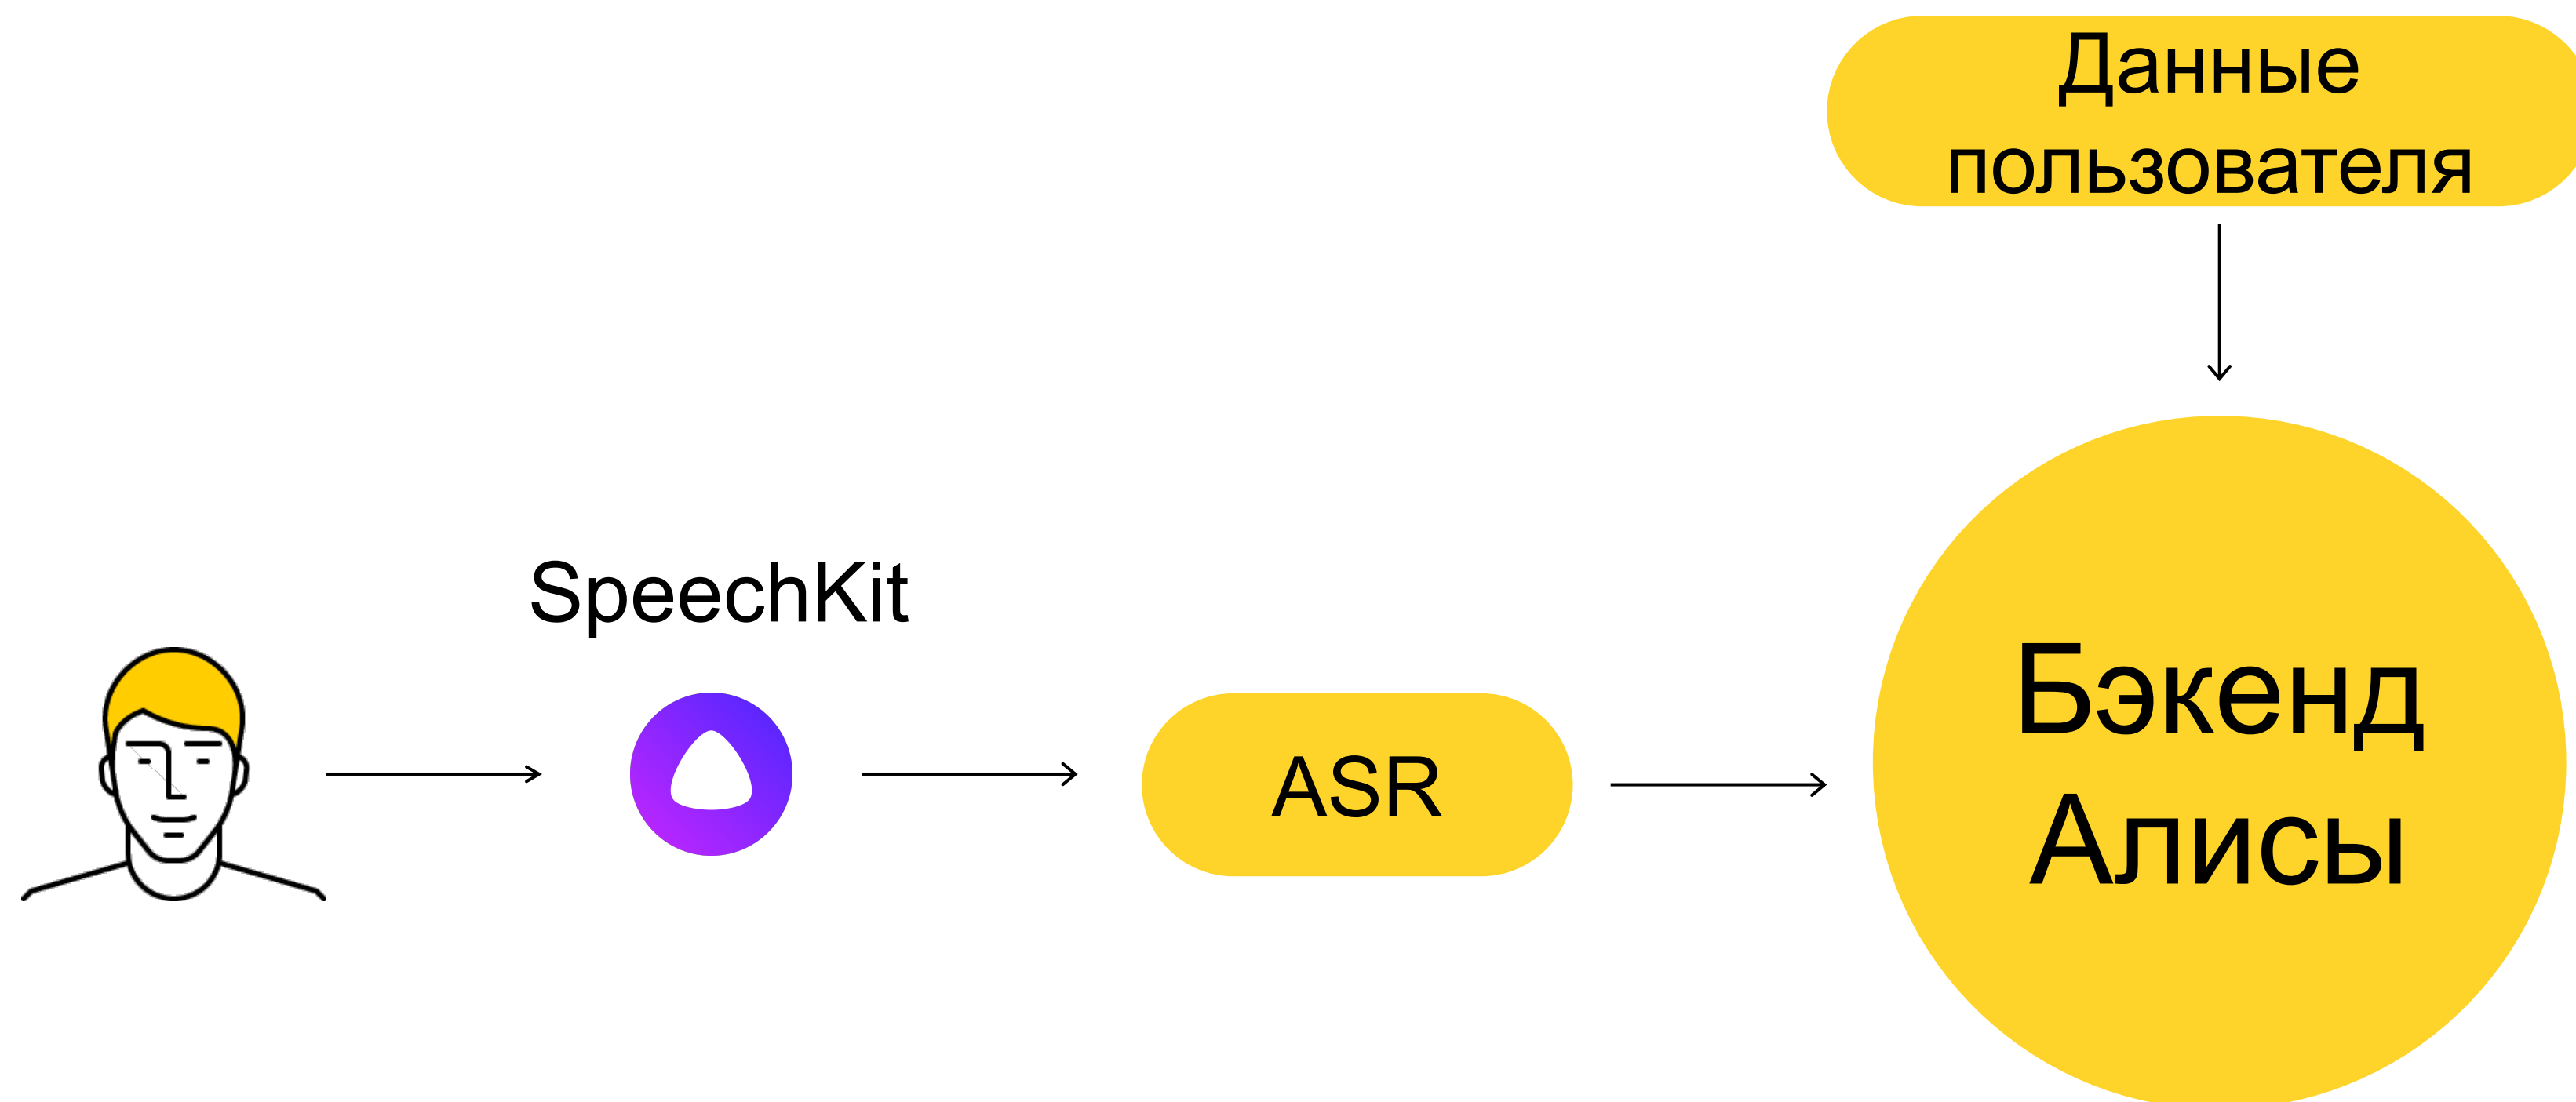 Данные
пользователя
SpeechKit
ASR
Бэкенд
Алисы